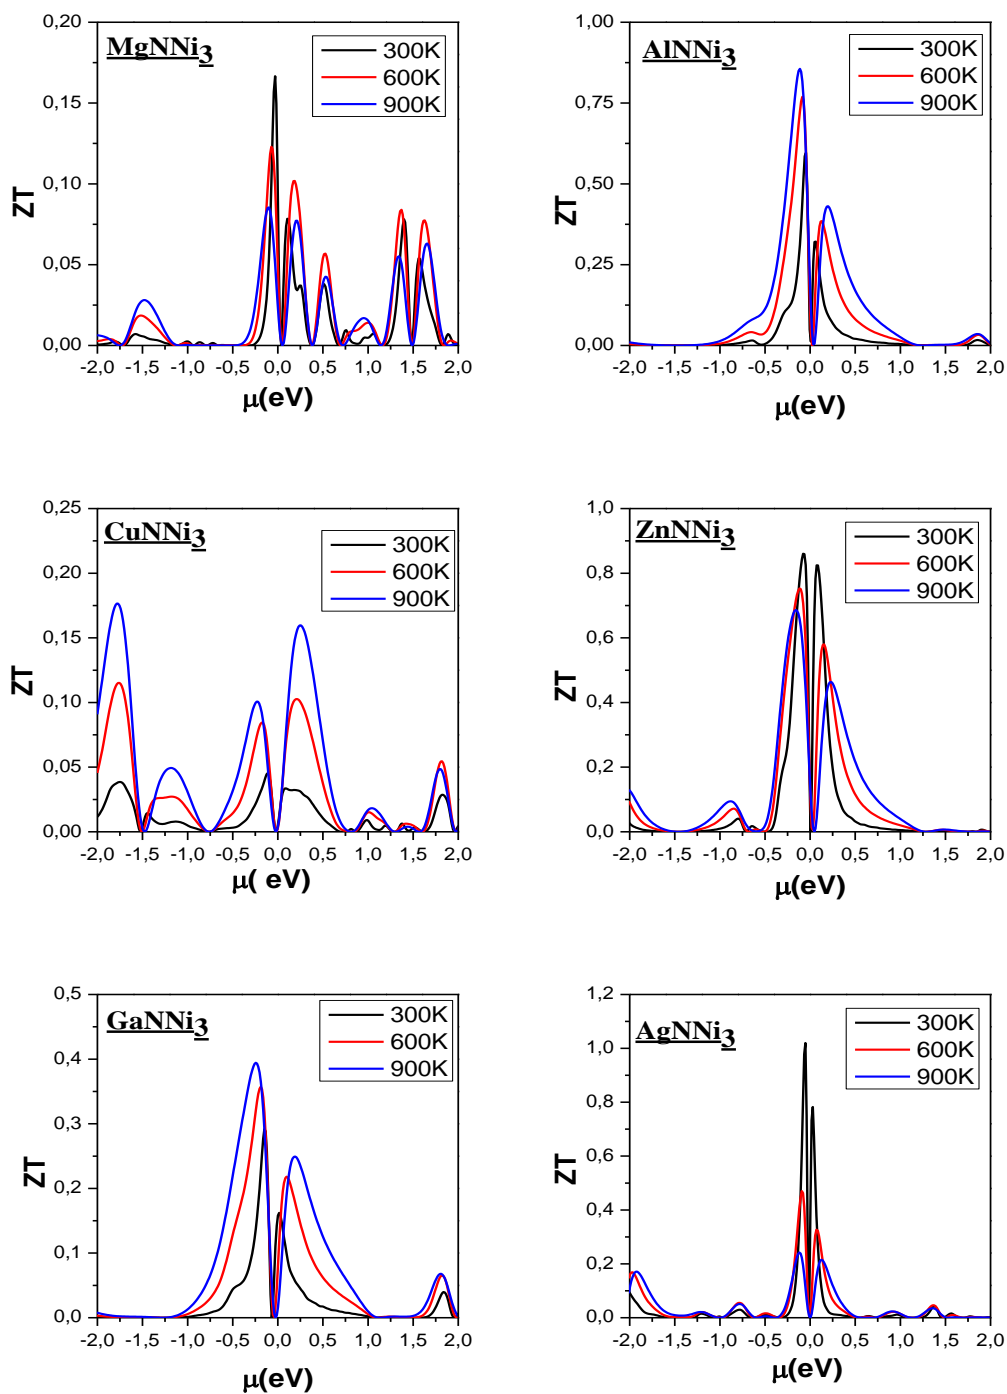 MgNNi3
300K
600K
900K
ZT
0,20
0,15
0,10
0,05
0,00
-2,0 -1,5 -1,0 -0,5 0,0 0,5 1,0 1,5 2,0
μ(eV)
AlNNi3
300K
600K
900K
ZT
1,00
0,75
0,50
0,25
0,00
-2,0 -1,5 -1,0 -0,5 0,0 0,5 1,0 1,5 2,0
μ(eV)
CuNNi3
300K
600K
900K
ZT
0,25
0,20
0,15
0,10
0,05
0,00
-2,0 -1,5 -1,0 -0,5 0,0 0,5 1,0 1,5 2,0
μ( eV)
ZnNNi3
300K
600K
900K
ZT
1,0
0,8
0,6
0,4
0,2
0,0
-2,0 -1,5 -1,0 -0,5 0,0 0,5 1,0 1,5 2,0
μ(eV)
GaNNi3
300K
600K
900K
ZT
0,5
0,4
0,3
0,2
0,1
0,0
-2,0 -1,5 -1,0 -0,5 0,0 0,5 1,0 1,5 2,0
μ(eV)
AgNNi3
300K
600K
900K
ZT
1,2
1,0
0,8
0,6
0,4
0,2
0,0
-2,0 -1,5 -1,0 -0,5 0,0 0,5 1,0 1,5 2,0
μ(eV)